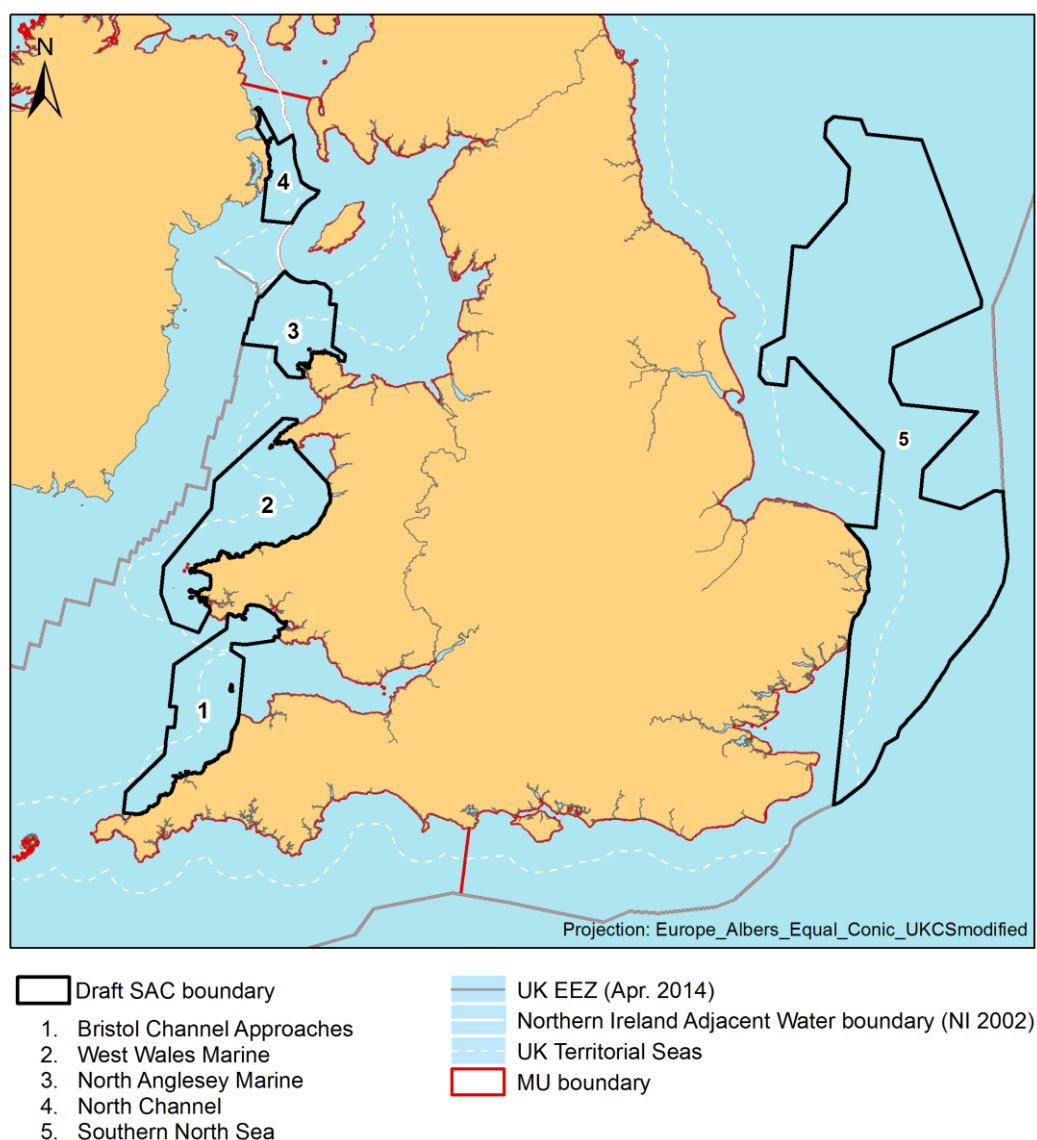 N
4
3
2
5
1
Projection: Europe_Albers_Equal_Conic_UKCSmodified
Draft SAC boundary
1. Bristol Channel Approaches
2. West Wales Marine
3. North Anglesey Marine
4. North Channel
5. Southern North Sea
UK EEZ (Apr. 2014)
Northern Ireland Adjacent Water boundary (NI 2002)
UK Territorial Seas
MU boundary